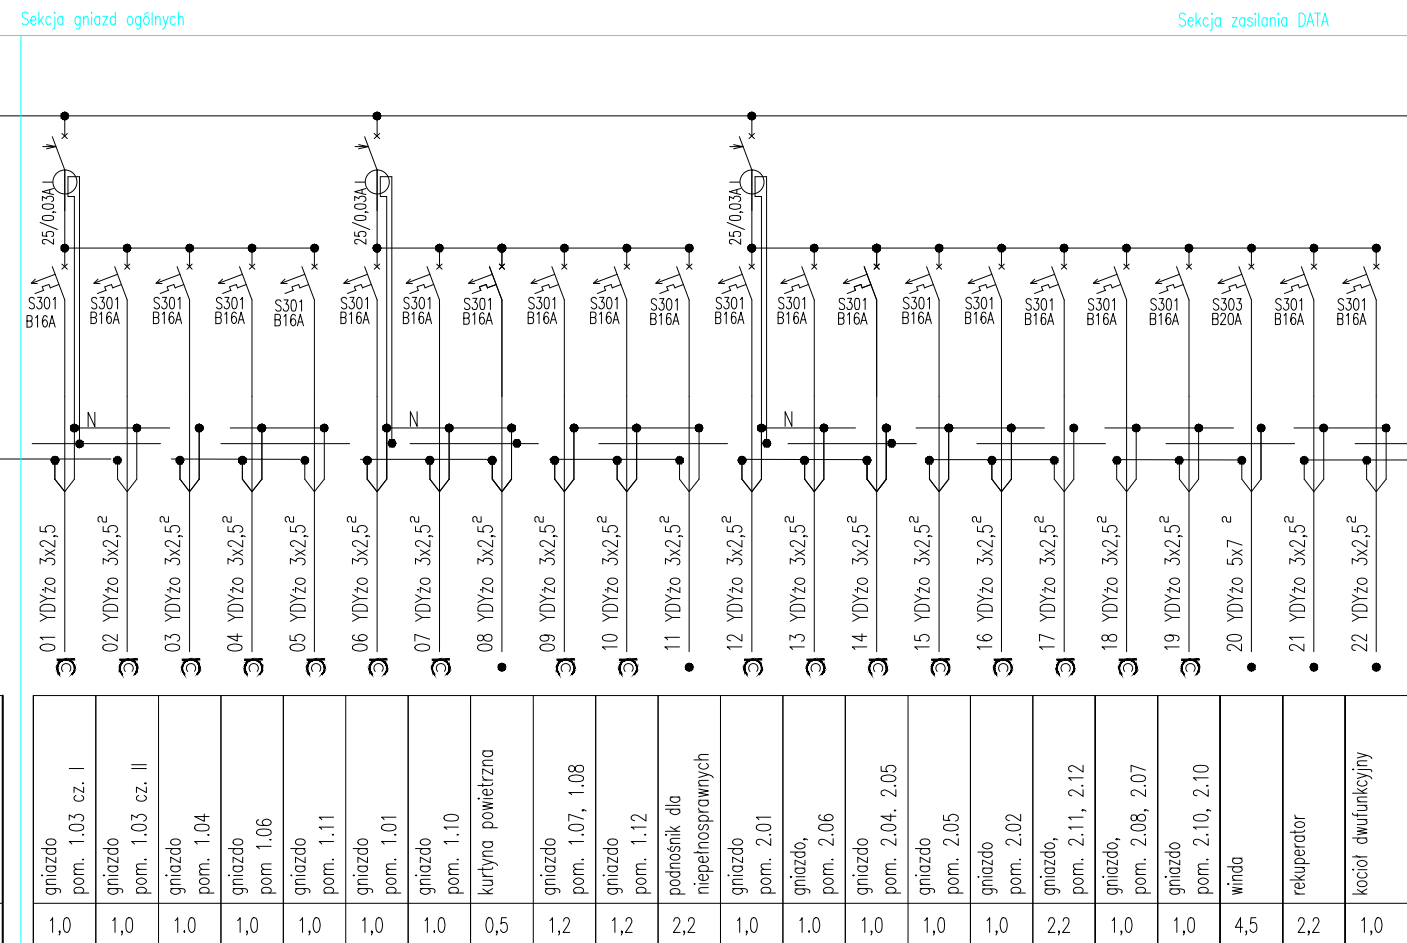 Sekcja gniazd ogólnych
Sekcja zasilania DATA
25/0,03A
25/0,03A
25/0,03A
S301
B16A
S301
B16A
S301
B16A
S301
B16A
S301
B16A
S301
B16A
S301
B16A
S301
B16A
S301
B16A
S301
B16A
S301
B16A
S301
B16A
S301
B16A
S301
B16A
S301
B16A
S301
B16A
S301
B16A
S301
B16A
S301
B16A
S303
B20A
S301
B16A
S301
B16A
N
N
N
01 YDYżo 3x2,5
02 YDYżo 3x2,5²
03 YDYżo 3x2,5²
04 YDYżo 3x2,5²
05 YDYżo 3x2,5²
06 YDYżo 3x2,5²
07 YDYżo 3x2,5²
08 YDYżo 3x2,5²
09 YDYżo 3x2,5²
10 YDYżo 3x2,5²
11 YDYżo 3x2,5²
12 YDYżo 3x2,5²
13 YDYżo 3x2,5²
14 YDYżo 3x2,5²
15 YDYżo 3x2,5²
16 YDYżo 3x2,5²
17 YDYżo 3x2,5²
18 YDYżo 3x2,5²
19 YDYżo 3x2,5²
20 YDYżo 5x7 ²
21 YDYżo 3x2,5²
22 YDYżo 3x2,5²
gniazdo
pom. 1.03 cz. I
gniazdo
pom. 1.03 cz. II
gniazdo
pom. 1.04
gniazdo
pom 1.06
gniazdo
pom. 1.11
gniazdo
pom. 1.01
gniazdo
pom. 1.10
kurtyna powietrzna
gniazdo
pom. 1.07, 1.08
gniazdo
pom. 1.12
podnośnik dla
niepełnosprawnych
gniazdo
pom. 2.01
gniazdo,
pom. 2.06
gniazdo
pom. 2.04. 2.05
gniazdo
pom. 2.05
gniazdo
pom. 2.02
gniazdo,
pom. 2.11, 2.12
gniazdo,
pom. 2.08, 2.07
gniazdo
pom. 2.10, 2.10
winda
rekuperator
kocioł dwufunkcyjny
1,0
1,0
1.0
1,0
1,0
1,0
1.0
0,5
1,2
1,2
2,2
1,0
1.0
1,0
1,0
1,0
2,2
1,0
1,0
4,5
2,2
1,0